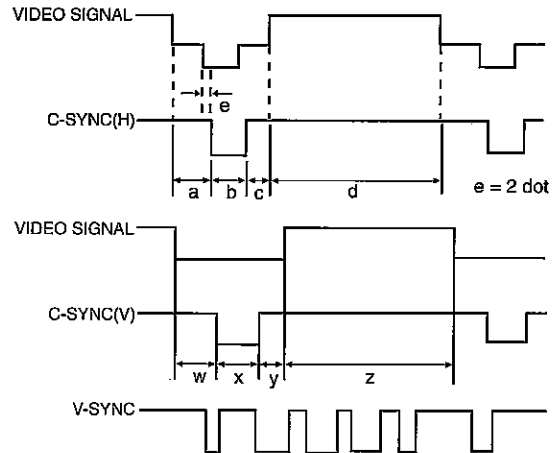 VIDEO SIGNAL
e
C-SYNC(H)
a b c d e = 2 dot
VIDEO SIGNAL
C-SYNC(V)
w x y z
V-SYNC